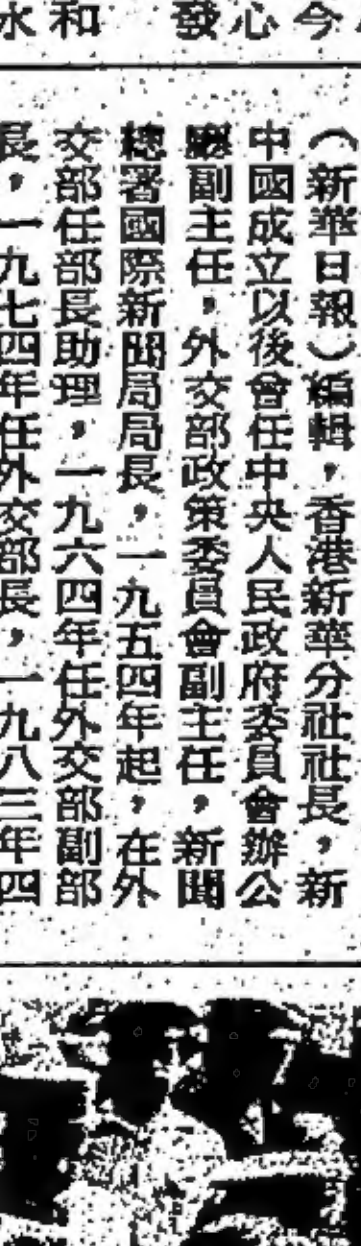 今心發 和水
（新華日報）編輯，香港新華分社社長，新
中國成立以後曾任中央人民政府委員會辦公
廳副主任，外交部政策委員會副主任，新聞
總署國際新聞局局長，一九五四年起，在外
交部任部長助理，一九六四年任外交部副部
長，一九七四年任外交部長，一九八三年四